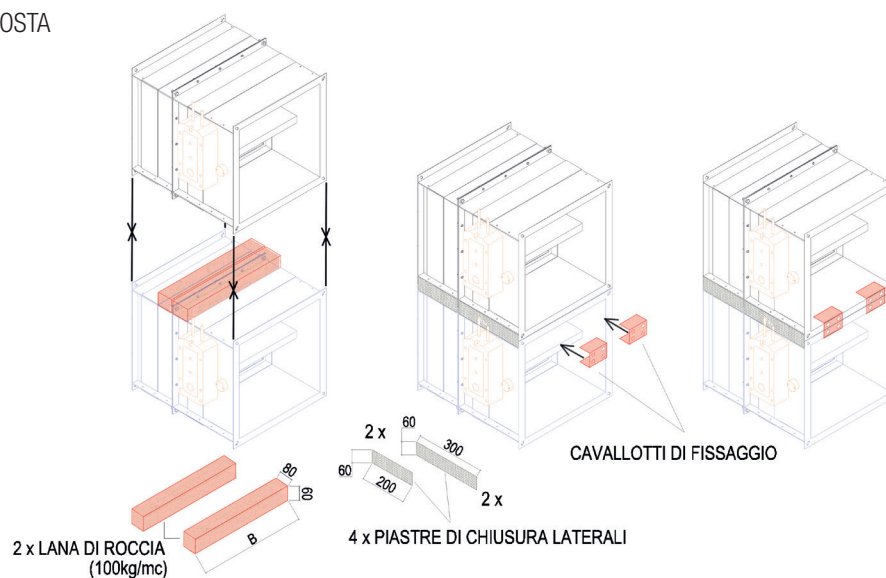 OSTA
CAVALLOTTI DI FISSAGGIO
2 x
60
300
60
200
2 x
80
60
B
4 x PIASTRE DI CHIUSURA LATERALI
2 x LANA DI ROCCIA
(100kg/mc)